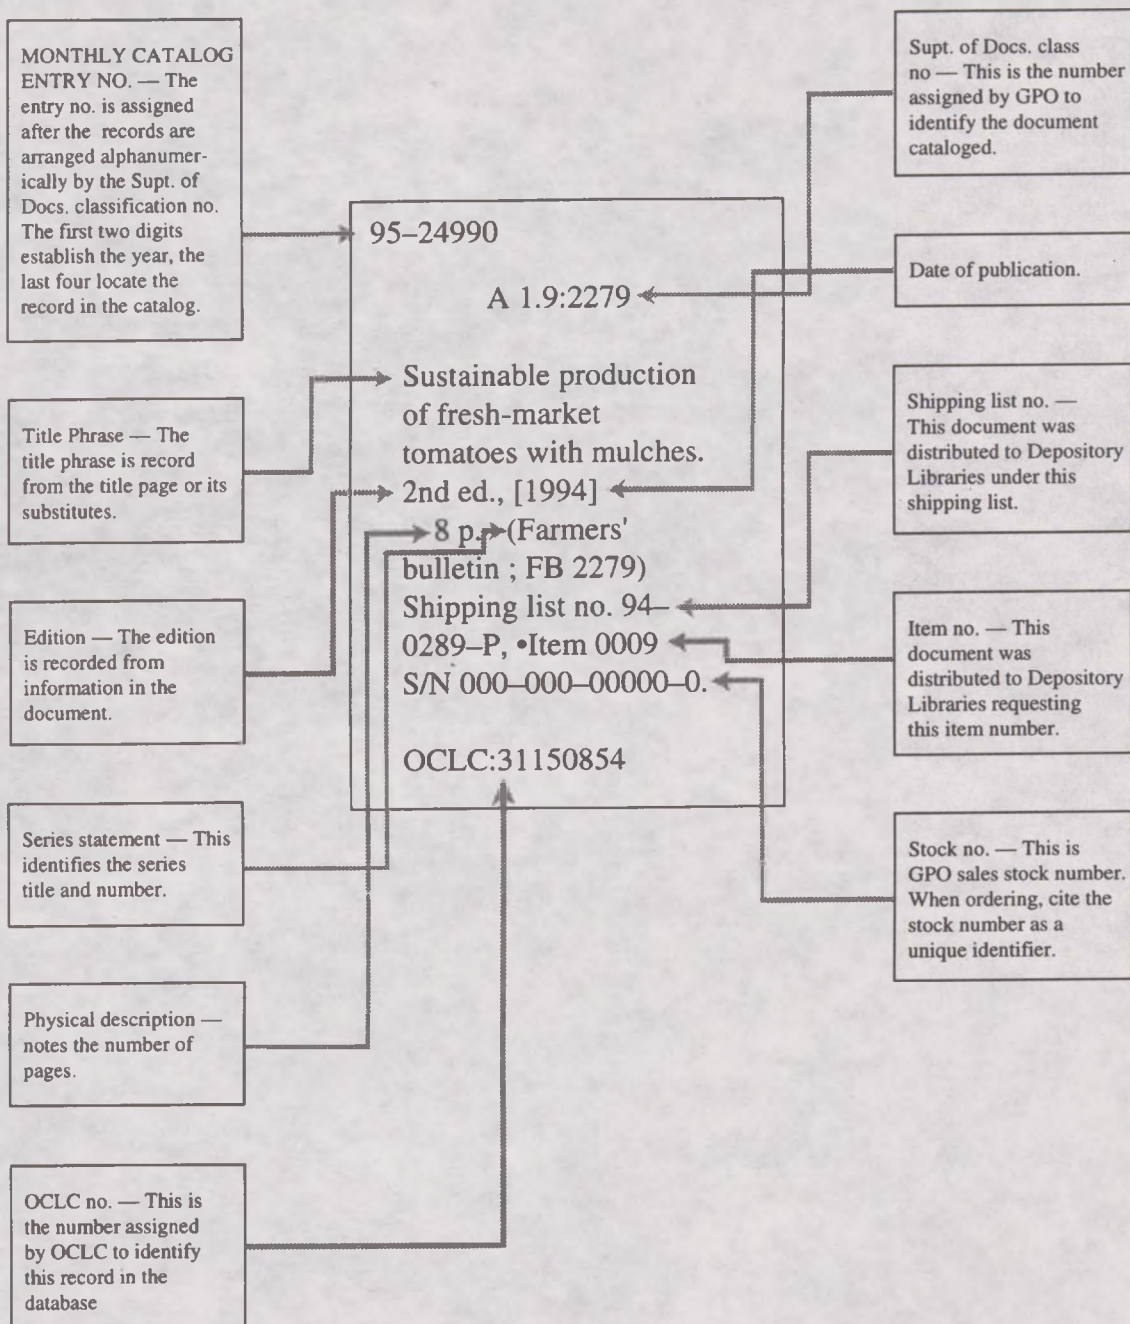 MONTHLY CATALOG
ENTRY NO. — The
entry no. is assigned
after the records are
arranged alphanumer-
ically by the Supt. of
Docs. classification no.
The first two digits
establish the year, the
last four locate the
record in the catalog.
Title Phrase — The
title phrase is record
from the title page or its
substitutes.
Edition — The edition
is recorded from
information in the
document.
Series statement — This
identifies the series
title and number.
Physical description —
notes the number of
pages.
OCLC no. — This is
the number assigned
by OCLC to identify
this record in the
database
95–24990
A 1.9:2279
Sustainable production
of fresh-market
tomatoes with mulches.
2nd ed., [1994]
8 p. (Farmers'
bulletin ; FB 2279)
Shipping list no. 94–
0289–P, •Item 0009
S/N 000–000–00000–0.
OCLC:31150854
Supt. of Docs. class
no — This is the number
assigned by GPO to
identify the document
cataloged.
Date of publication.
Shipping list no. —
This document was
distributed to Depository
Libraries under this
shipping list.
Item no. — This
document was
distributed to Depository
Libraries requesting
this item number.
Stock no. — This is
GPO sales stock number.
When ordering, cite the
stock number as a
unique identifier.